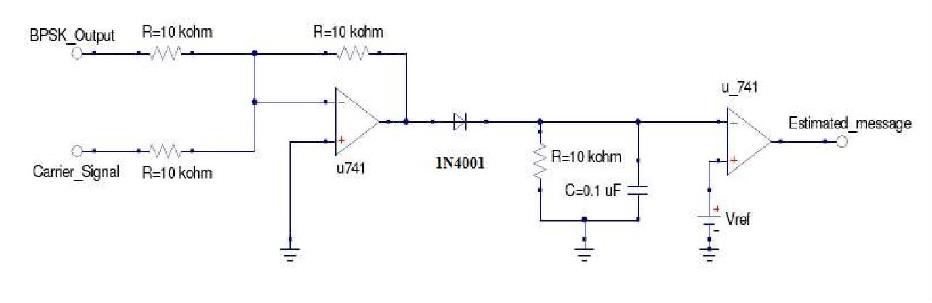 BPSK_Output
R=10 kohm
R=10 kohm
Carrier_Signal
R=10 kohm
-
+
u741
1N4001
R=10 kohm
C=0.1 uF
u_741
-
+
Estimated_message
+
-
Vref